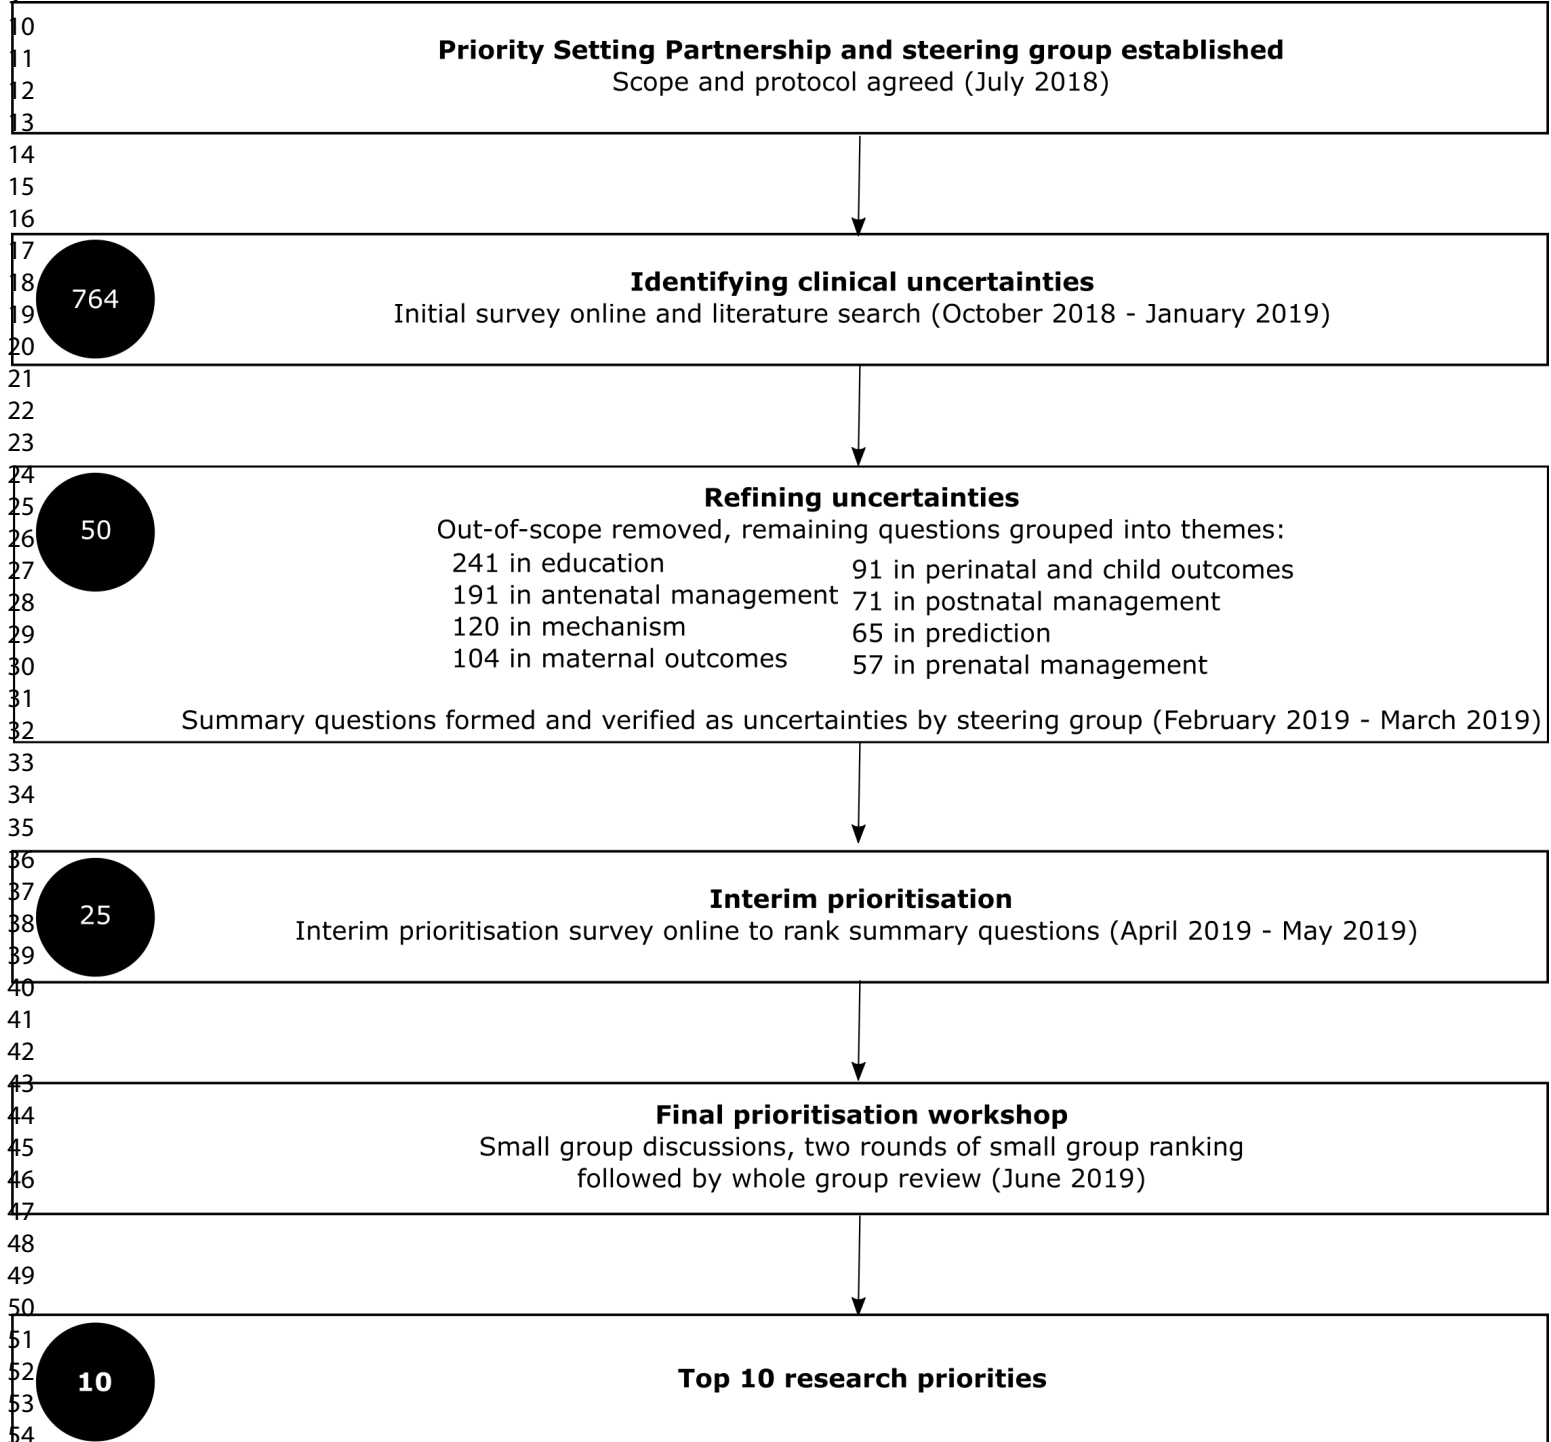 10
11
12
13
14
15
16
17
18
19
20
21
22
23
24
25
26
27
28
29
30
31
32
33
34
35
36
37
38
39
40
41
42
43
44
45
46
47
48
49
50
51
52
53
54
Priority Setting Partnership and steering group established
Scope and protocol agreed (July 2018)
764
Identifying clinical uncertainties
Initial survey online and literature search (October 2018 - January 2019)
50
Refining uncertainties
Out-of-scope removed, remaining questions grouped into themes:
241 in education
191 in antenatal management
120 in mechanism
104 in maternal outcomes
91 in perinatal and child outcomes
71 in postnatal management
65 in prediction
57 in prenatal management
Summary questions formed and verified as uncertainties by steering group (February 2019 - March 2019)
25
Interim prioritisation
Interim prioritisation survey online to rank summary questions (April 2019 - May 2019)
Final prioritisation workshop
Small group discussions, two rounds of small group ranking
followed by whole group review (June 2019)
10
Top 10 research priorities